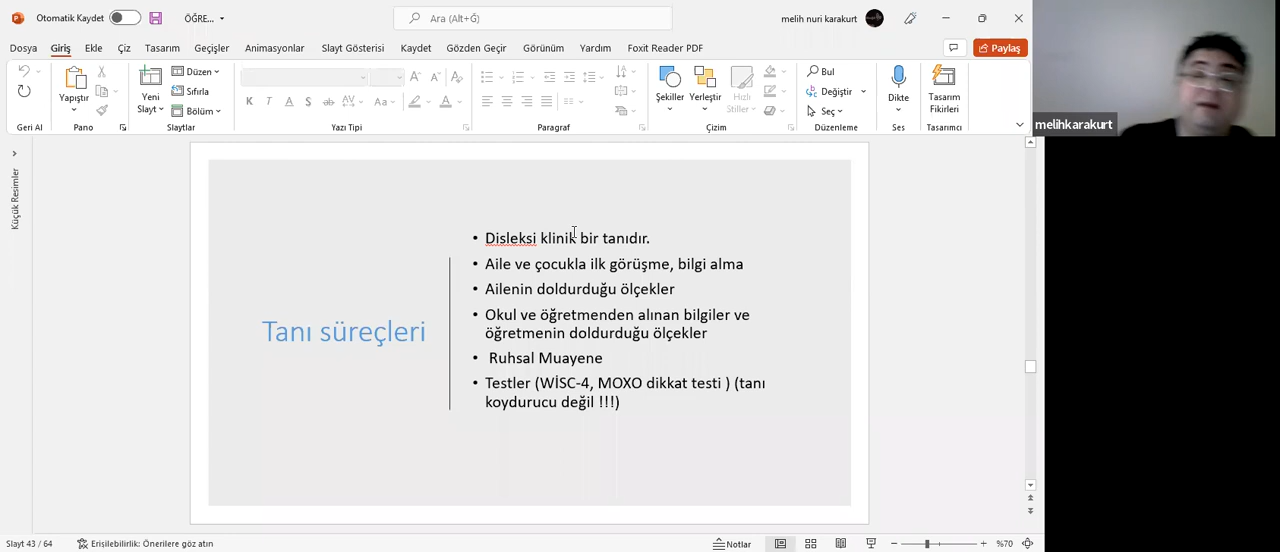 Otomatik Kaydet
ÖĞRE...
Ara (Alt+G)
melih nuri karakurt
Dosya Giriş Ekle Çiz Tasarım Geçişler Animasyonlar Slayt Gösterisi Kaydet Gözden Geçir Görünüm Yardım Foxit Reader PDF
Paylaş
Yapıştır
Yeni
Slayt
Düzen
Sıfırla
Bölüm
K T A S ab AV Aa A
Şekiller
Yerleştir
Hızlı
Stiller
Bul
Değiştir
Seç
Dikte
Tasarım
Fikirleri
Geri Al Pano Slaytlar Yazı Tipi Paragraf Çizim Düzenleme Ses Tasarımcı
melihkarakurt
Küçük Resimler
Tanı süreçleri
• Disleksi klinik bir tanıdır.
• Aile ve çocukla ilk görüşme, bilgi alma
• Ailenin doldurduğu ölçekler
• Okul ve öğretmenden alınan bilgiler ve
öğretmenin doldurduğu ölçekler
• Ruhsal Muayene
• Testler (WİSC-4, MOXO dikkat testi ) (tanı
koydurucu değil !!!)
Slayt 43 / 64
Erişilebilirlik: Önerilere göz atın
Notlar
%70